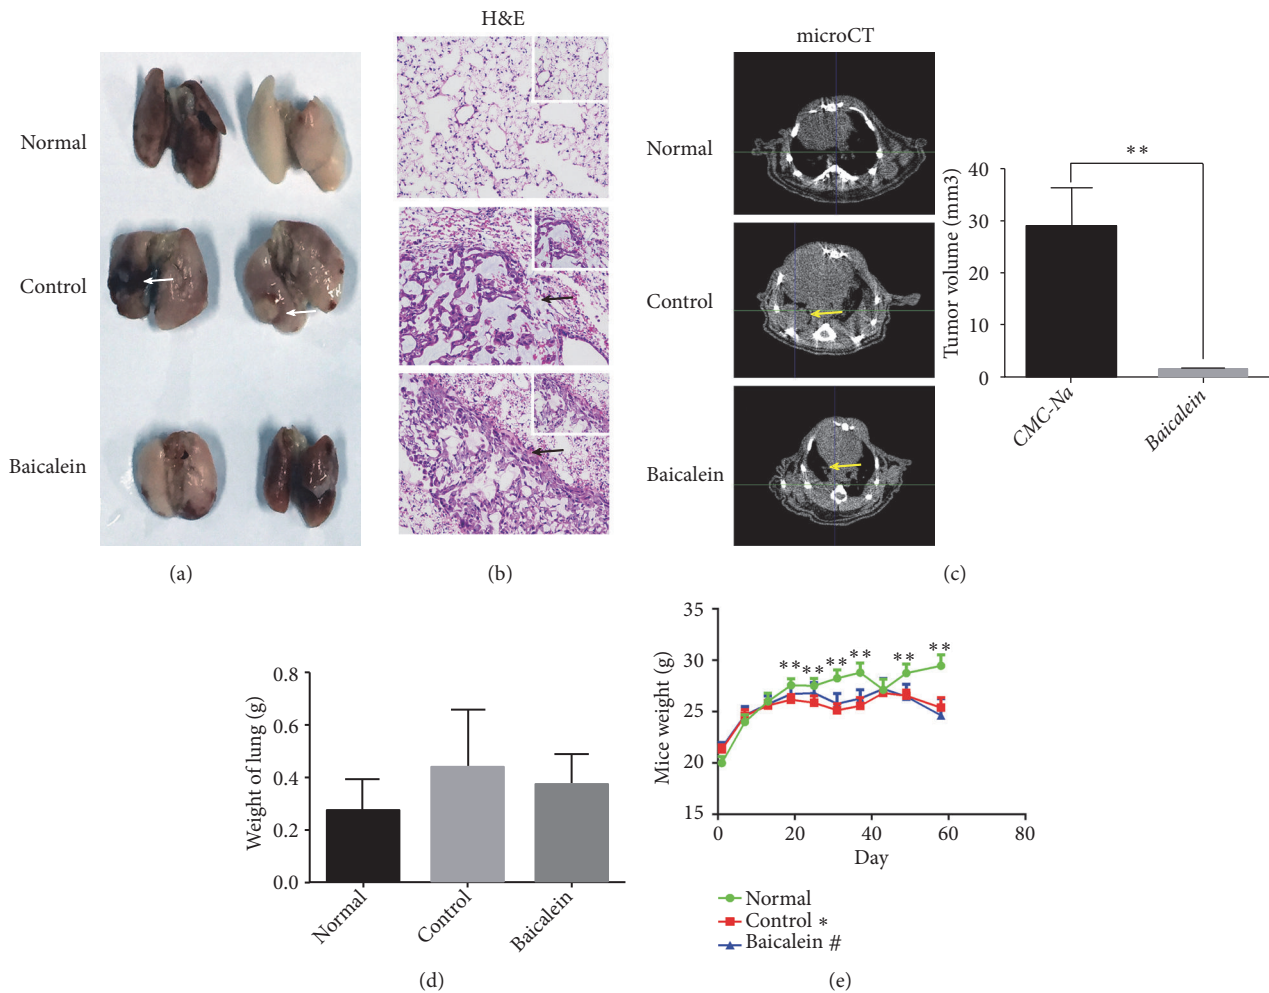 H&E
microCT
Normal
Control
Baicalein
Normal
Control
Baicalein
Tumor volume (mm3)
40
30
20
10
0
**
CMC-Na
Baicalein
(a)
(b)
(c)
Weight of lung (g)
0.8
0.6
0.4
0.2
0.0
Normal
Control
Baicalein
(d)
Mice weight (g)
35
30
25
20
15
** ** ** ** ** **
0 20 40 60 80
Day
Normal
Control *
Baicalein #
(e)